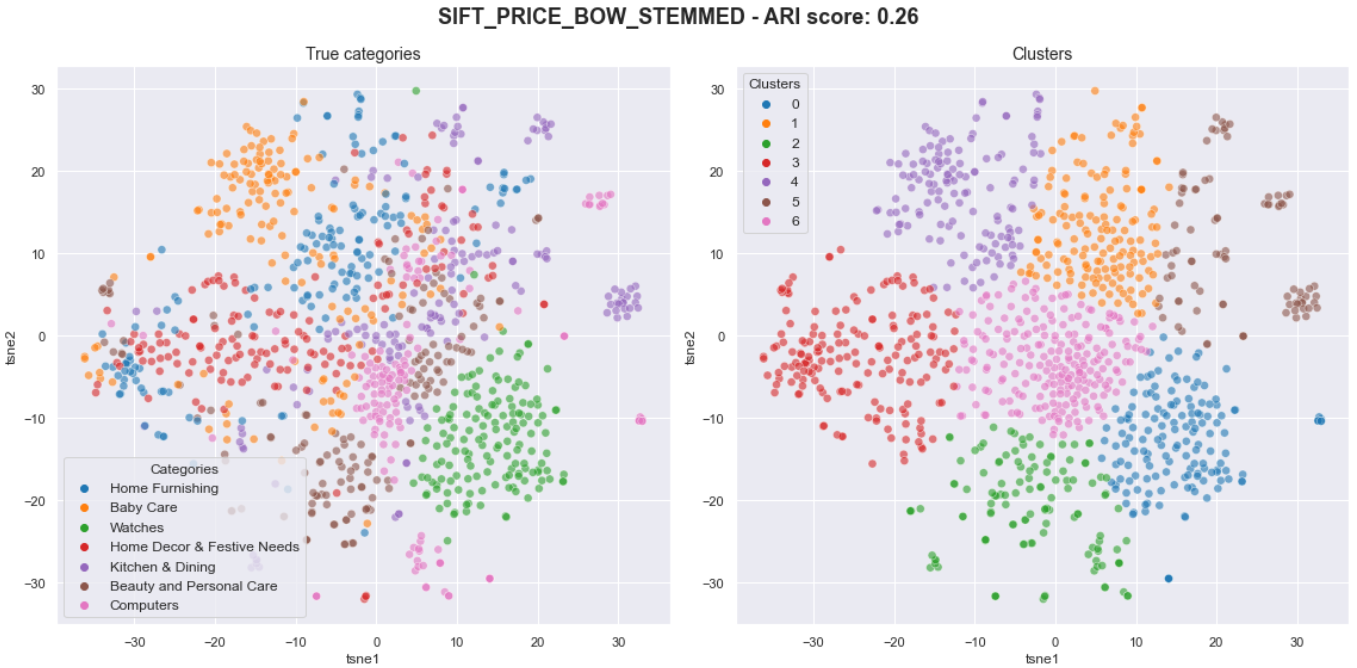 SIFT_PRICE_BOW_STEMMED - ARI score: 0.26
True categories
30
20
10
0
−10
−20
−30
tsne2
−30
−20
−10
0
10
20
30
tsne1
Categories
Home Furnishing
Baby Care
Watches
Home Decor & Festive Needs
Kitchen & Dining
Beauty and Personal Care
Computers
Clusters
30
20
10
0
−10
−20
−30
tsne2
−30
−20
−10
0
10
20
30
tsne1
Clusters
0
1
2
3
4
5
6